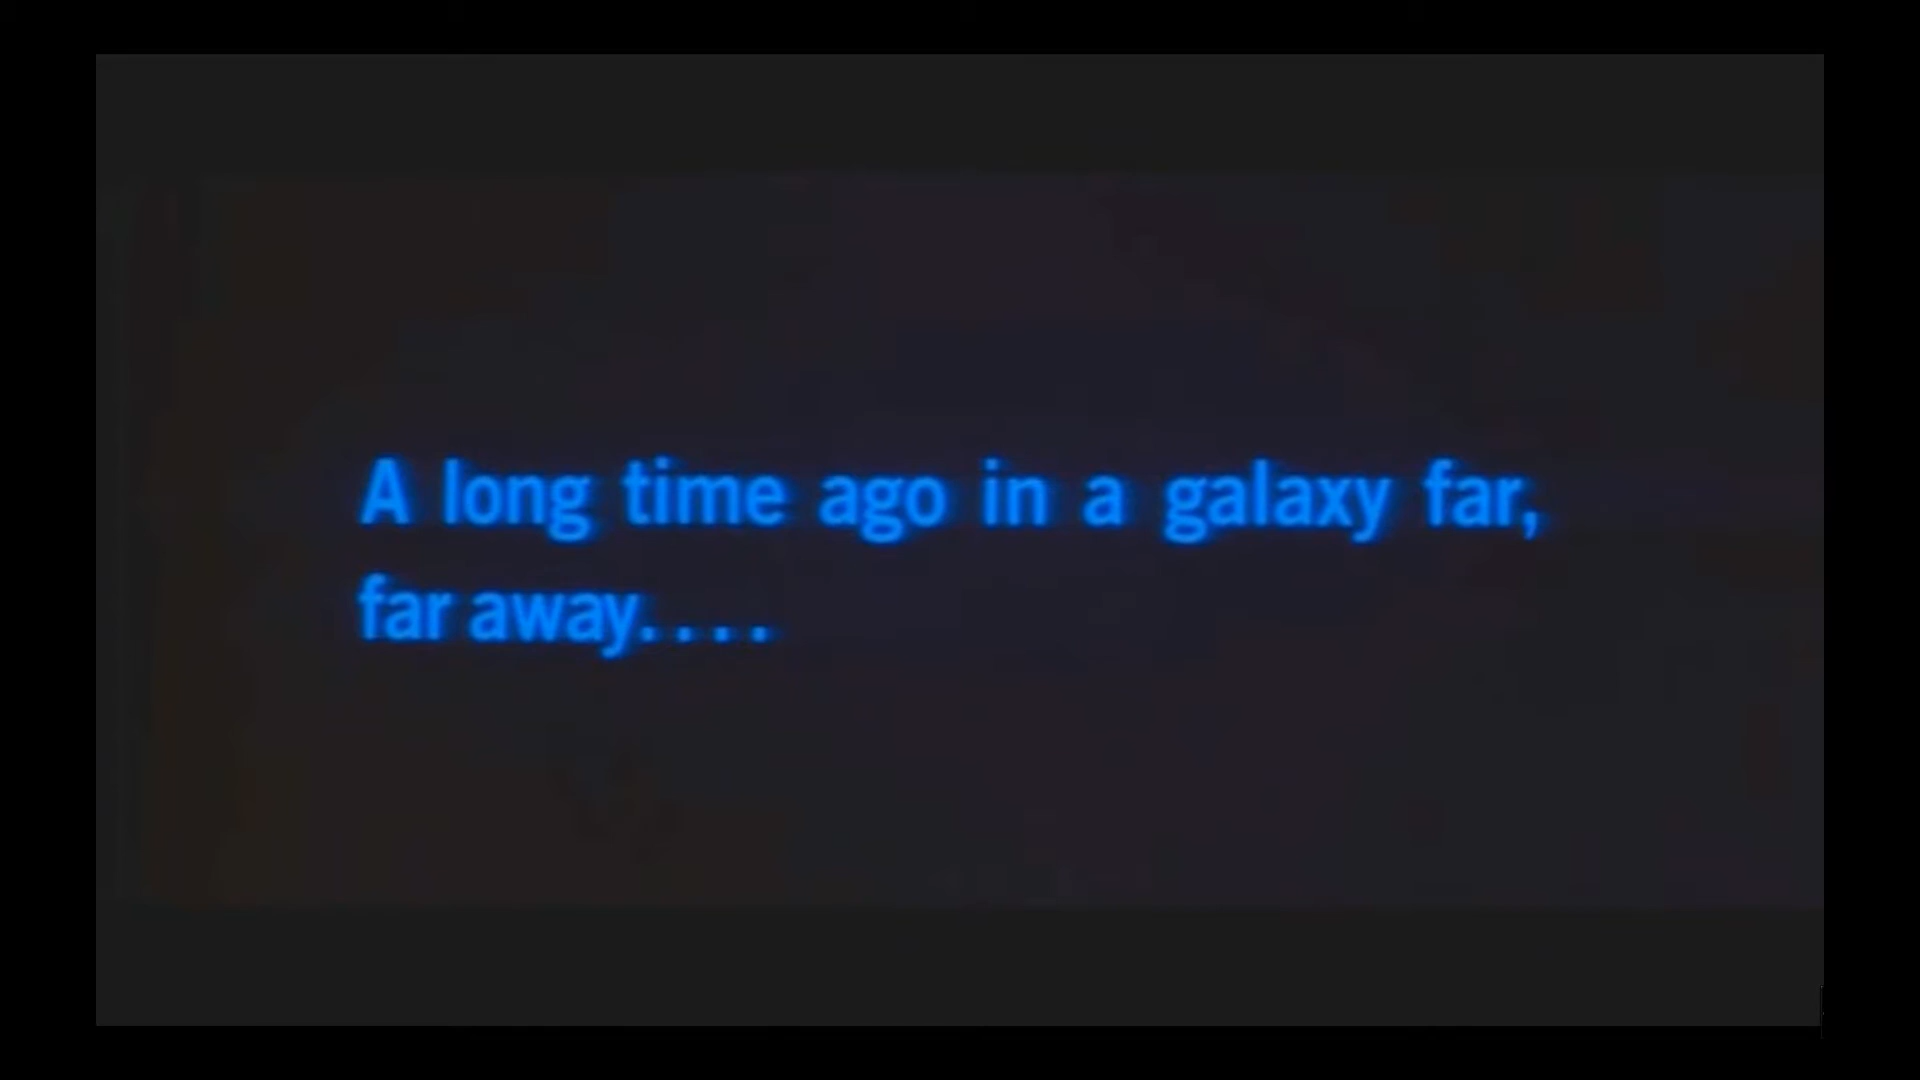 A long time ago in a galaxy far,
far away. . . .